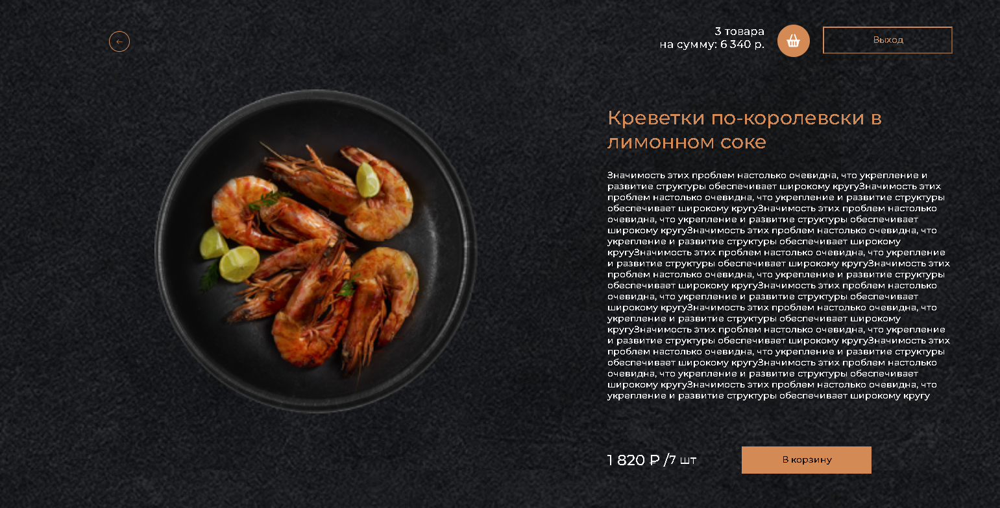 3 товара
на сумму: 6 340 р.
Выход
Креветки по-королевски в
лимонном соке
Значимость этих проблем настолько очевидна, что укрепление и
развитие структуры обеспечивает широкому кругуЗначимость этих
проблем настолько очевидна, что укрепление и развитие структуры
обеспечивает широкому кругуЗначимость этих проблем настолько
очевидна, что укрепление и развитие структуры обеспечивает
широкому кругуЗначимость этих проблем настолько очевидна, что
укрепление и развитие структуры обеспечивает широкому
кругуЗначимость этих проблем настолько очевидна, что укрепление
и развитие структуры обеспечивает широкому кругуЗначимость этих
проблем настолько очевидна, что укрепление и развитие структуры
обеспечивает широкому кругуЗначимость этих проблем настолько
очевидна, что укрепление и развитие структуры обеспечивает
широкому кругуЗначимость этих проблем настолько очевидна, что
укрепление и развитие структуры обеспечивает широкому
кругуЗначимость этих проблем настолько очевидна, что укрепление
и развитие структуры обеспечивает широкому кругуЗначимость этих
проблем настолько очевидна, что укрепление и развитие структуры
обеспечивает широкому кругуЗначимость этих проблем настолько
очевидна, что укрепление и развитие структуры обеспечивает
широкому кругуЗначимость этих проблем настолько очевидна, что
укрепление и развитие структуры обеспечивает широкому кругу
1 820 ₽ /7 шт
В корзину